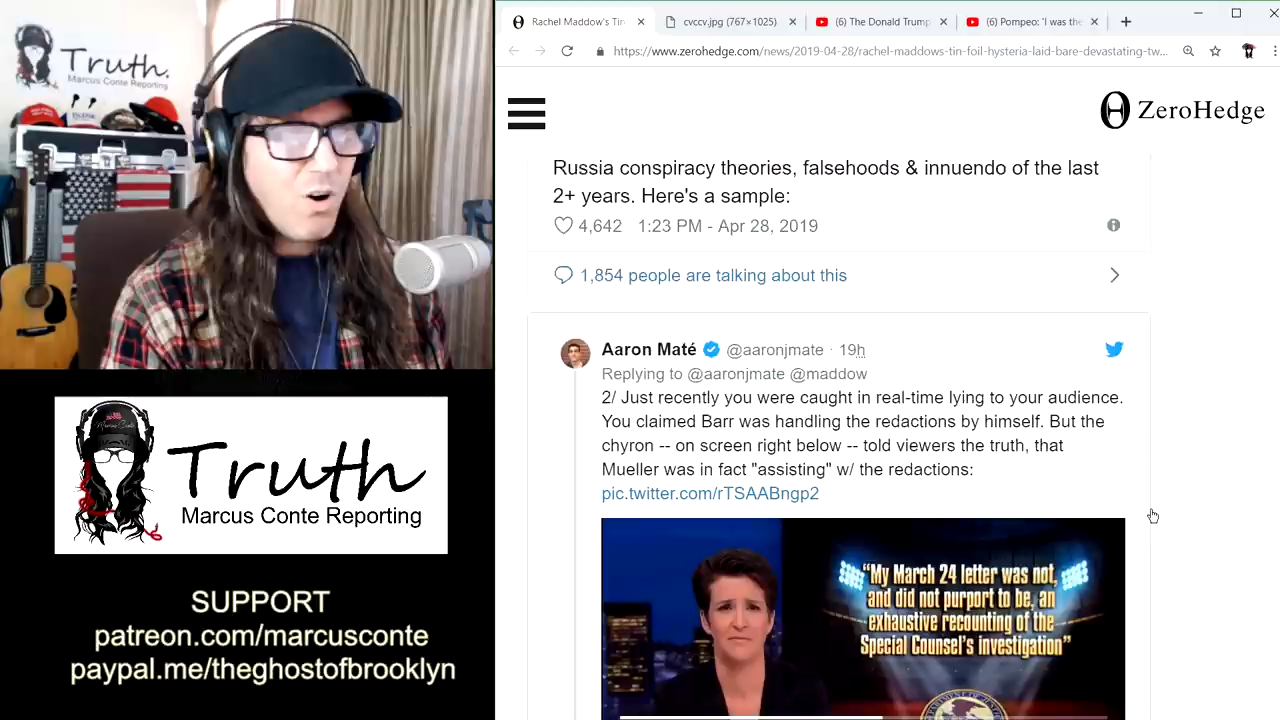 Truth.
Marcus Conte Reporting
Rachel Maddow's Tin
cvccv.jpg (767×1025)
(6) The Donald Trump
(6) Pompeo: 'I was the
https://www.zerohedge.com/news/2019-04-28/rachel-maddows-tin-foil-hysteria-laid-bare-devastating-tw...
ZeroHedge
Russia conspiracy theories, falsehoods & innuendo of the last
2+ years. Here's a sample:
4,642 1:23 PM - Apr 28, 2019
1,854 people are talking about this
Aaron Maté @aaronjmate · 19h
Replying to @aaronjmate @maddow
2/ Just recently you were caught in real-time lying to your audience.
You claimed Barr was handling the redactions by himself. But the
chyron -- on screen right below -- told viewers the truth, that
Mueller was in fact "assisting" w/ the redactions:
pic.twitter.com/rTSAABngp2
"My March 24 letter was not,
and did not purport to be, an
exhaustive recounting of the
Special Counsel's investigation"
Truth
Marcus Conte Reporting
SUPPORT
patreon.com/marcusconte
paypal.me/theghostofbrooklyn